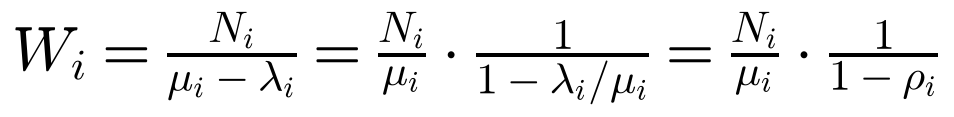 $W_i = \frac{N_i}{\mu_i - \lambda_i} = \frac{N_i}{\mu_i} \cdot \frac{1}{1 - \lambda_i/\mu_i} = \frac{N_i}{\mu_i} \cdot \frac{1}{1 - \rho_i}$